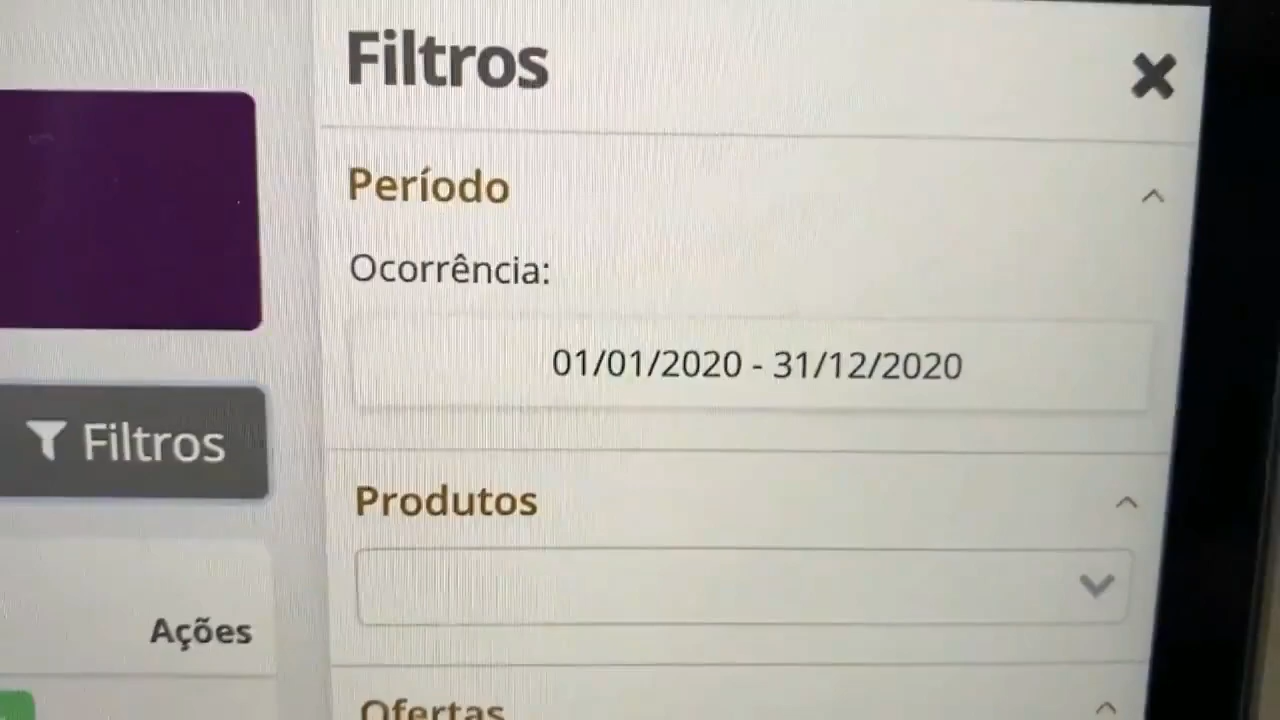 Filtros
Período
Ocorrência:
01/01/2020 - 31/12/2020
Filtros
Produtos
Ações
Ofertas